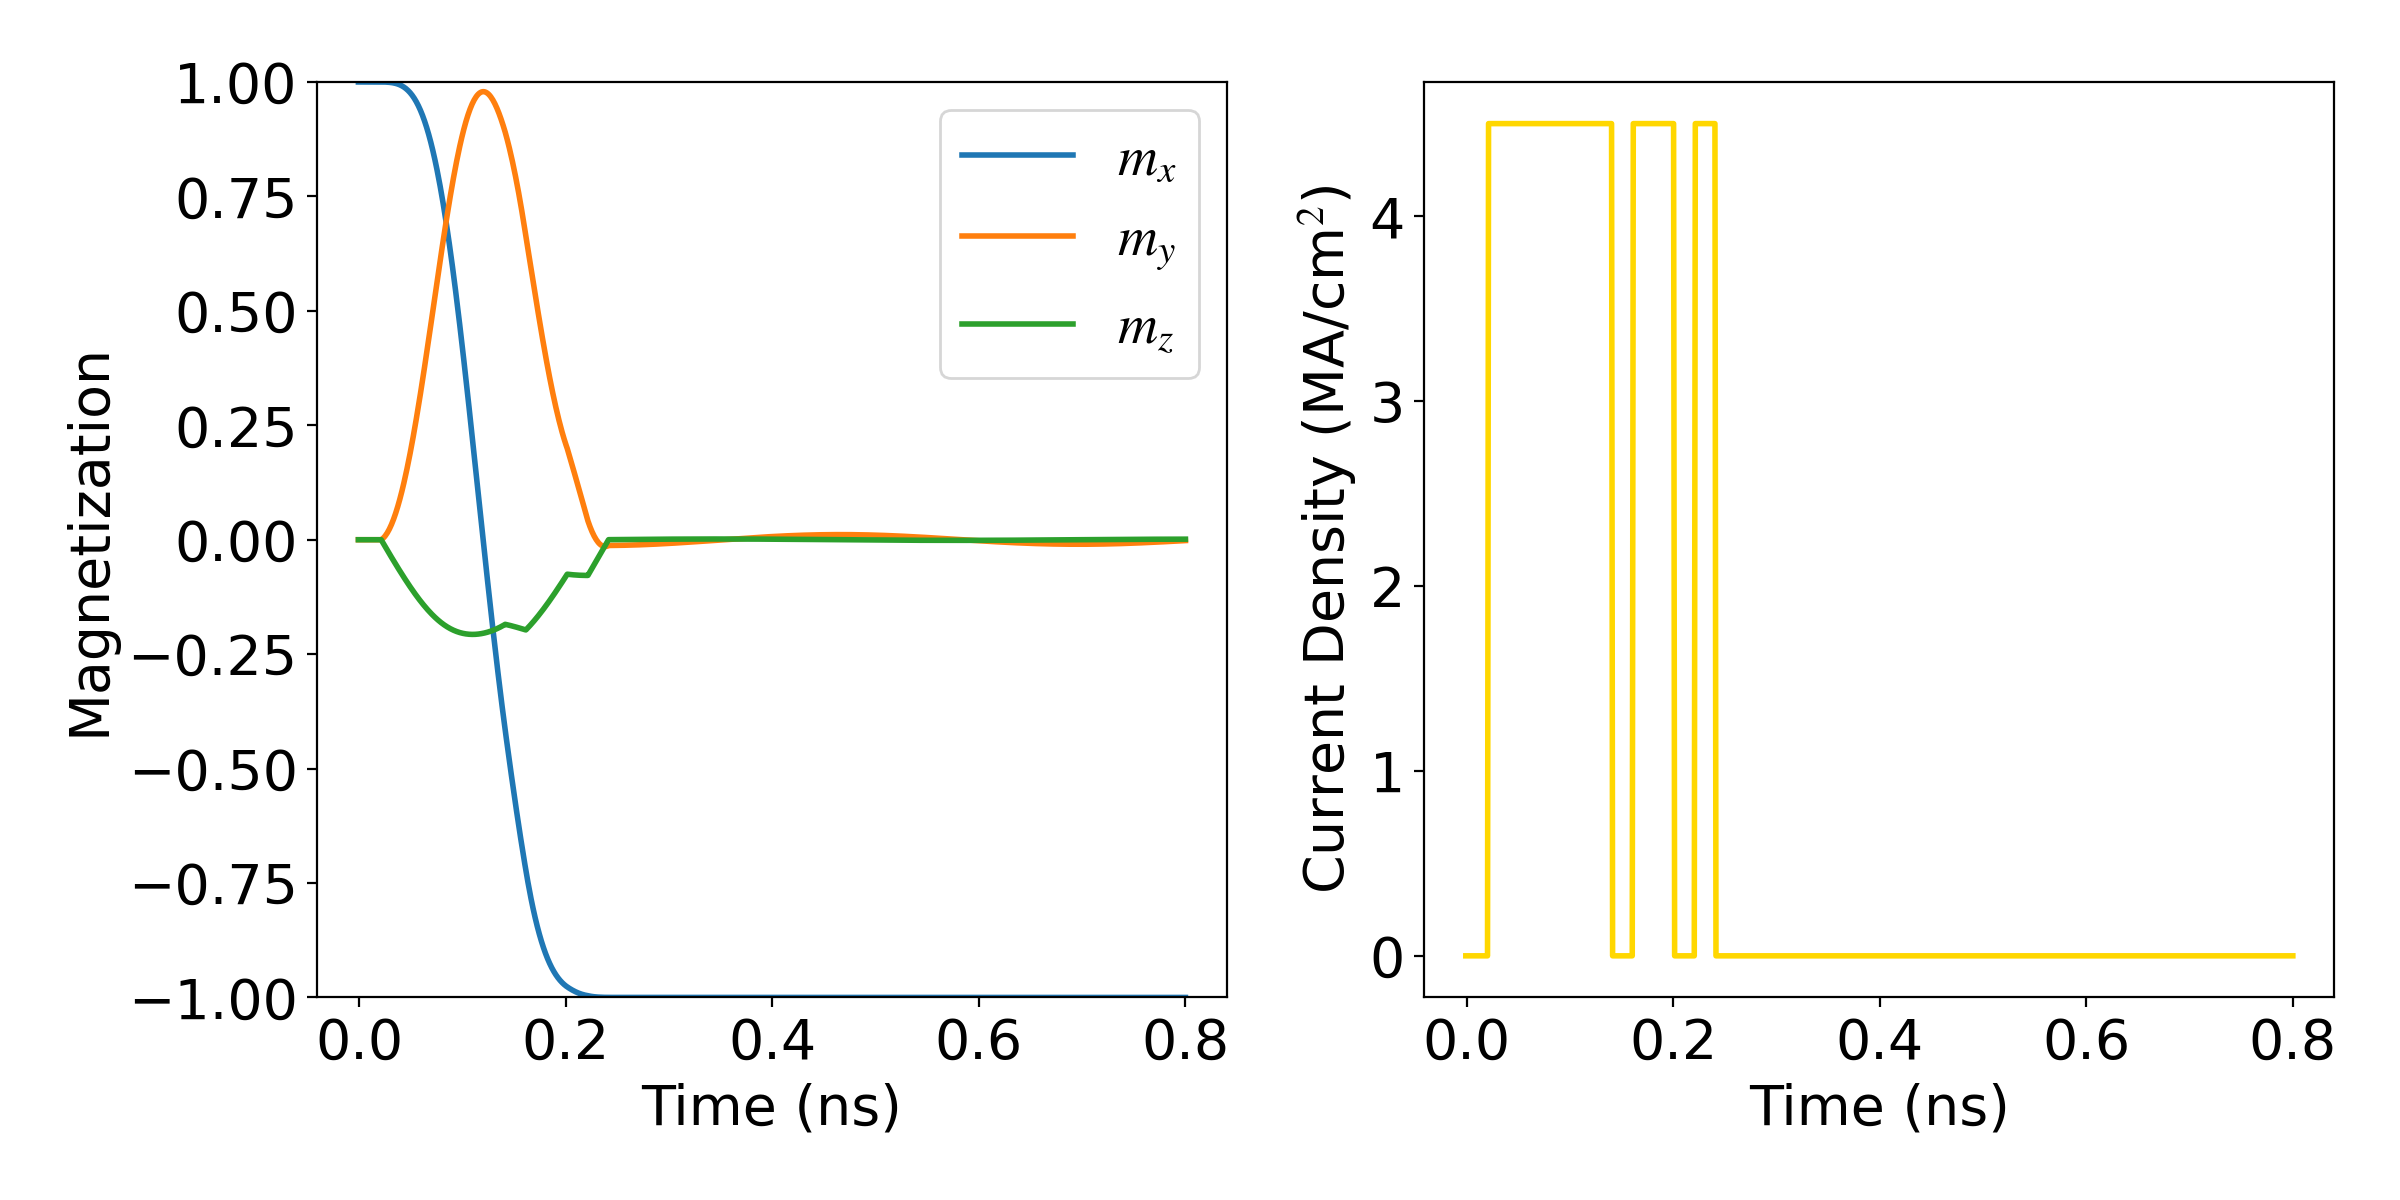 Magnetization
1.00
0.75
0.50
0.25
0.00
−0.25
−0.50
−0.75
−1.00
0.0 0.2 0.4 0.6 0.8
Time (ns)
m_x
m_y
m_z
Current Density (MA/cm²)
4
3
2
1
0
0.0 0.2 0.4 0.6 0.8
Time (ns)